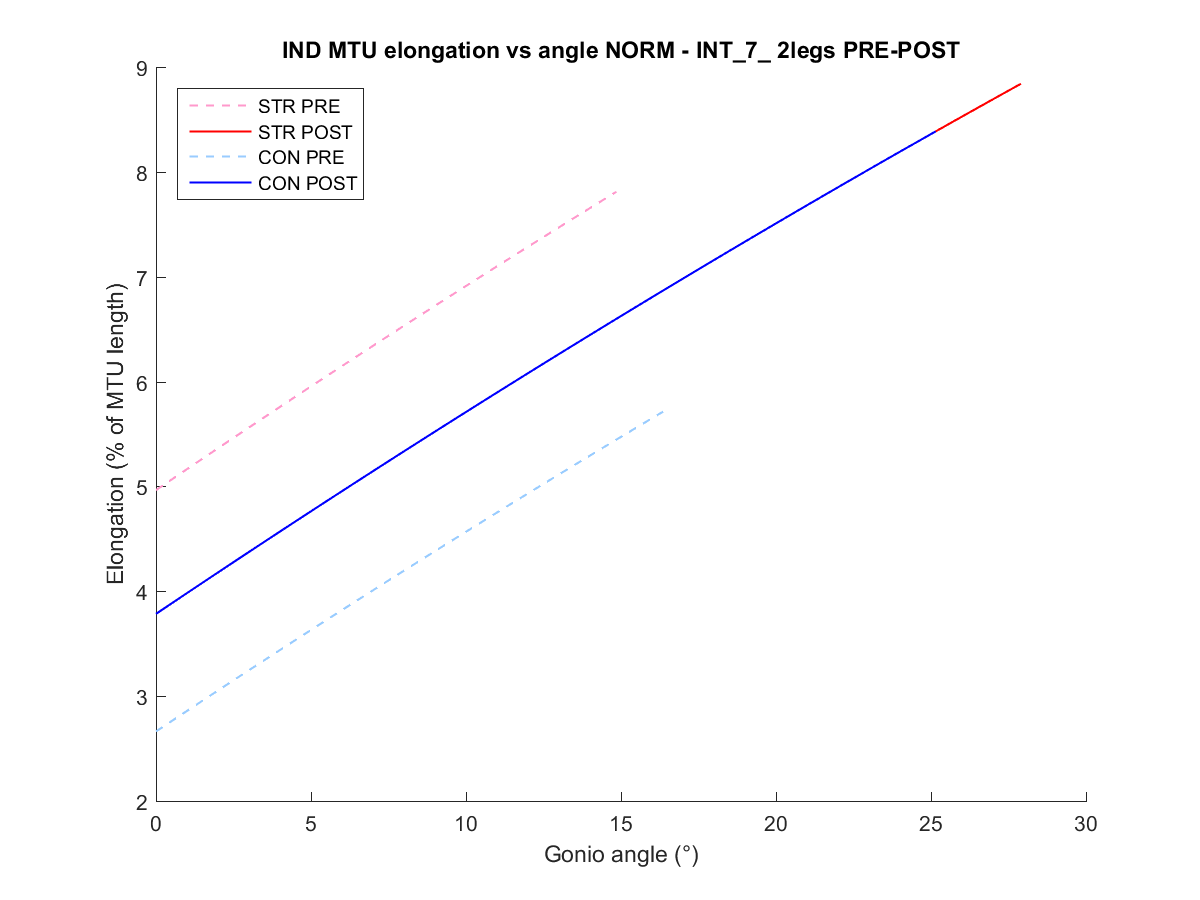 IND MTU elongation vs angle NORM - INT_7_ 2legs PRE-POST
STR PRE
STR POST
CON PRE
CON POST
Elongation (% of MTU length)
9
8
7
6
5
4
3
2
0 5 10 15 20 25 30
Gonio angle (°)